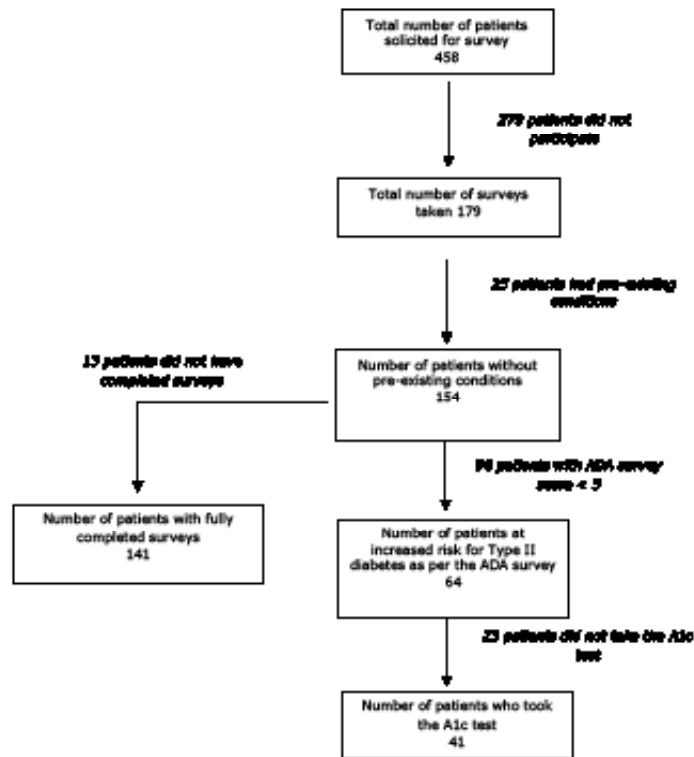 Total number of patients
solicited for survey
458
279 patients did not
participate
Total number of surveys
taken 179
25 patients had pre-existing
conditions
13 patients did not have
completed surveys
Number of patients without
pre-existing conditions
154
patients with ADA survey
score <
Number of patients with fully
completed surveys
141
Number of patients at
increased risk for Type II
diabetes as per the ADA survey
64
23 patients did not take the A1c
test
Number of patients who took
the A1c test
41